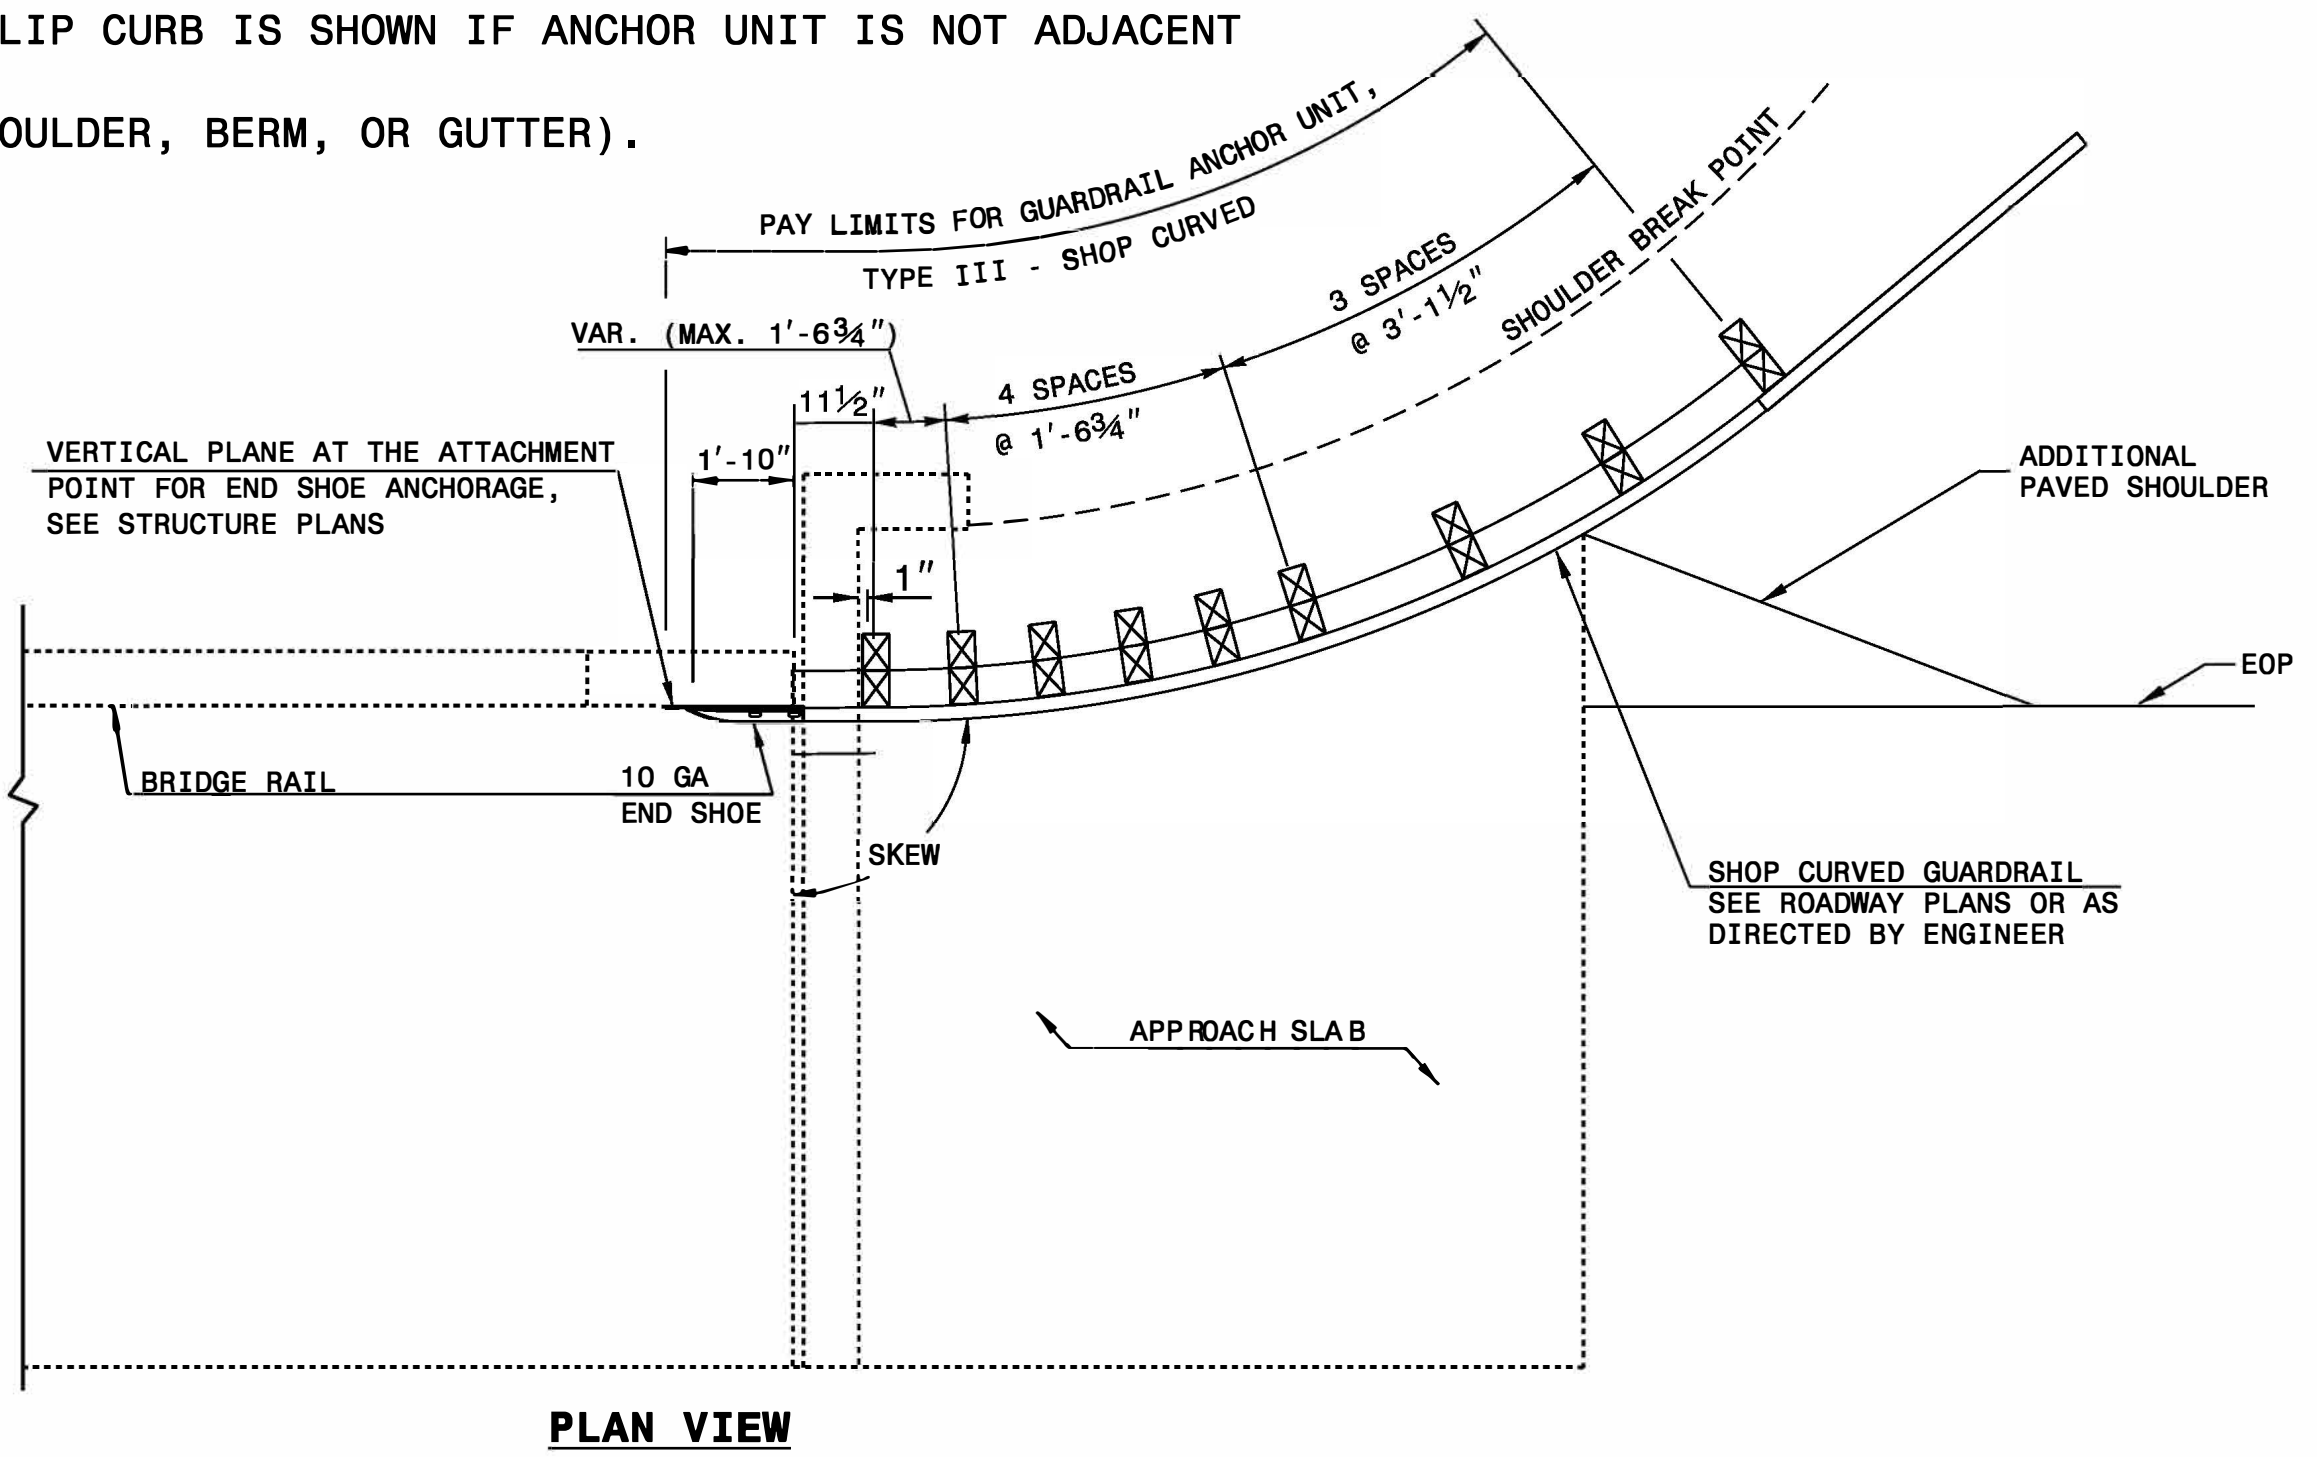 LIP CURB IS SHOWN IF ANCHOR UNIT IS NOT ADJACENT
OULDER, BERM, OR GUTTER).
PAY LIMITS FOR GUARDRAIL ANCHOR UNIT,
TYPE III - SHOP CURVED
3 SPACES
@ 3'-1½"
SHOULDER BREAK POINT
VAR. (MAX. 1'-6¾")
4 SPACES
@ 1'-6¾"
11½"
1'-10"
VERTICAL PLANE AT THE ATTACHMENT
POINT FOR END SHOE ANCHORAGE,
SEE STRUCTURE PLANS
1"
ADDITIONAL
PAVED SHOULDER
EOP
BRIDGE RAIL
10 GA
END SHOE
SKEW
SHOP CURVED GUARDRAIL
SEE ROADWAY PLANS OR AS
DIRECTED BY ENGINEER
APPROACH SLAB
PLAN VIEW